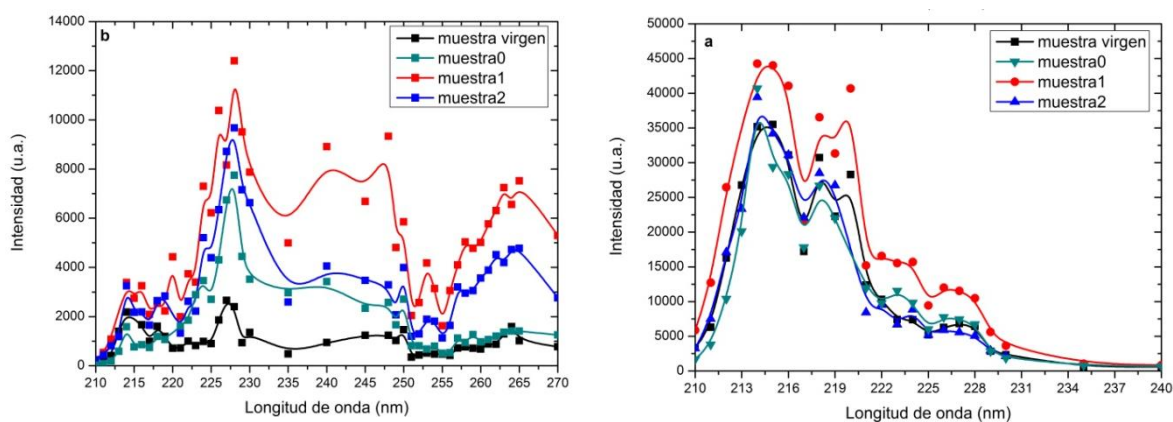 b
muestra virgen
muestra0
muestra1
muestra2
Intensidad (u.a.)
14000
12000
10000
8000
6000
4000
2000
0
210 215 220 225 230 235 240 245 250 255 260 265 270
Longitud de onda (nm)
a
muestra virgen
muestra0
muestra1
muestra2
Intensidad (u.a.)
50000
45000
40000
35000
30000
25000
20000
15000
10000
5000
0
210 213 216 219 222 225 228 231 234 237 240
Longitud de onda (nm)